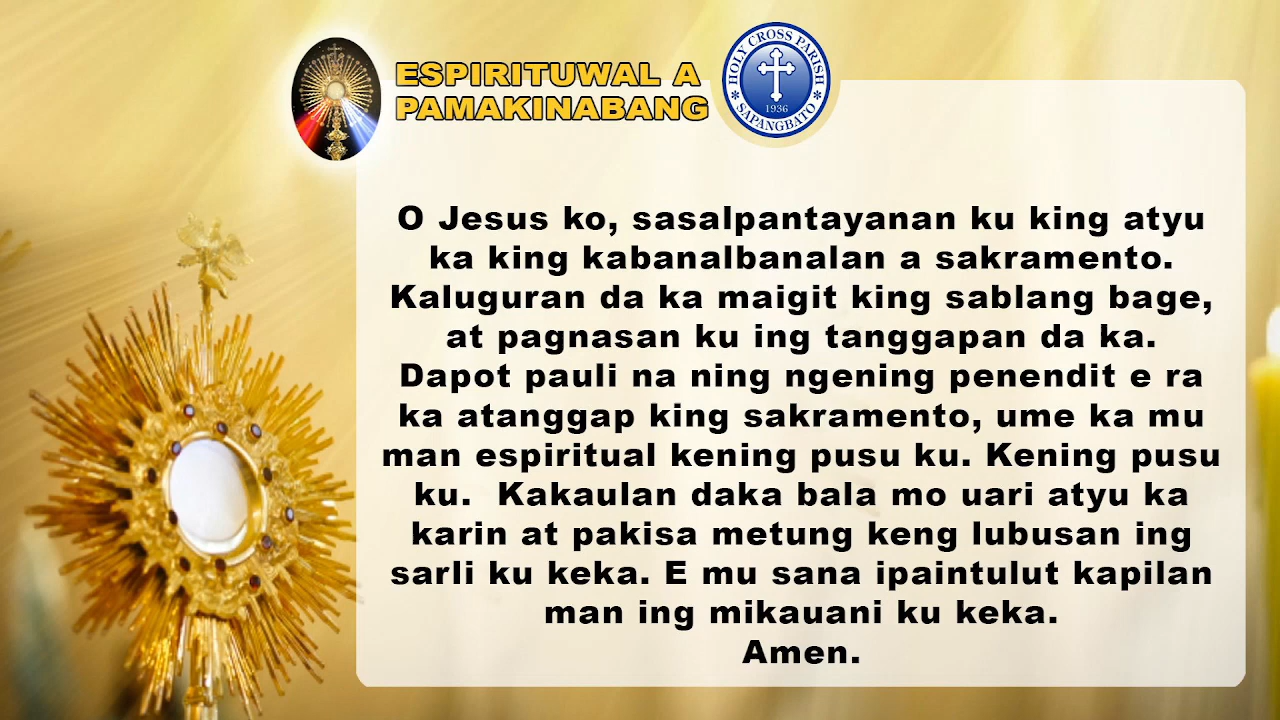 ESPIRITUWAL A
PAMAKINABANG
HOLY CROSS PARISH
1936
SAPANGBATO
O Jesus ko, sasalpantayanan ku king atyu
ka king kabanalbanalan a sakramento.
Kaluguran da ka maigit king sablang bage,
at pagnasan ku ing tanggapan da ka.
Dapot pauli na ning ngening penendit e ra
ka atanggap king sakramento, ume ka mu
man espiritual kening pusu ku. Kening pusu
ku.  Kakaulan daka bala mo uari atyu ka
karin at pakisa metung keng lubusan ing
sarli ku keka. E mu sana ipaintulut kapilan
man ing mikauani ku keka.
Amen.